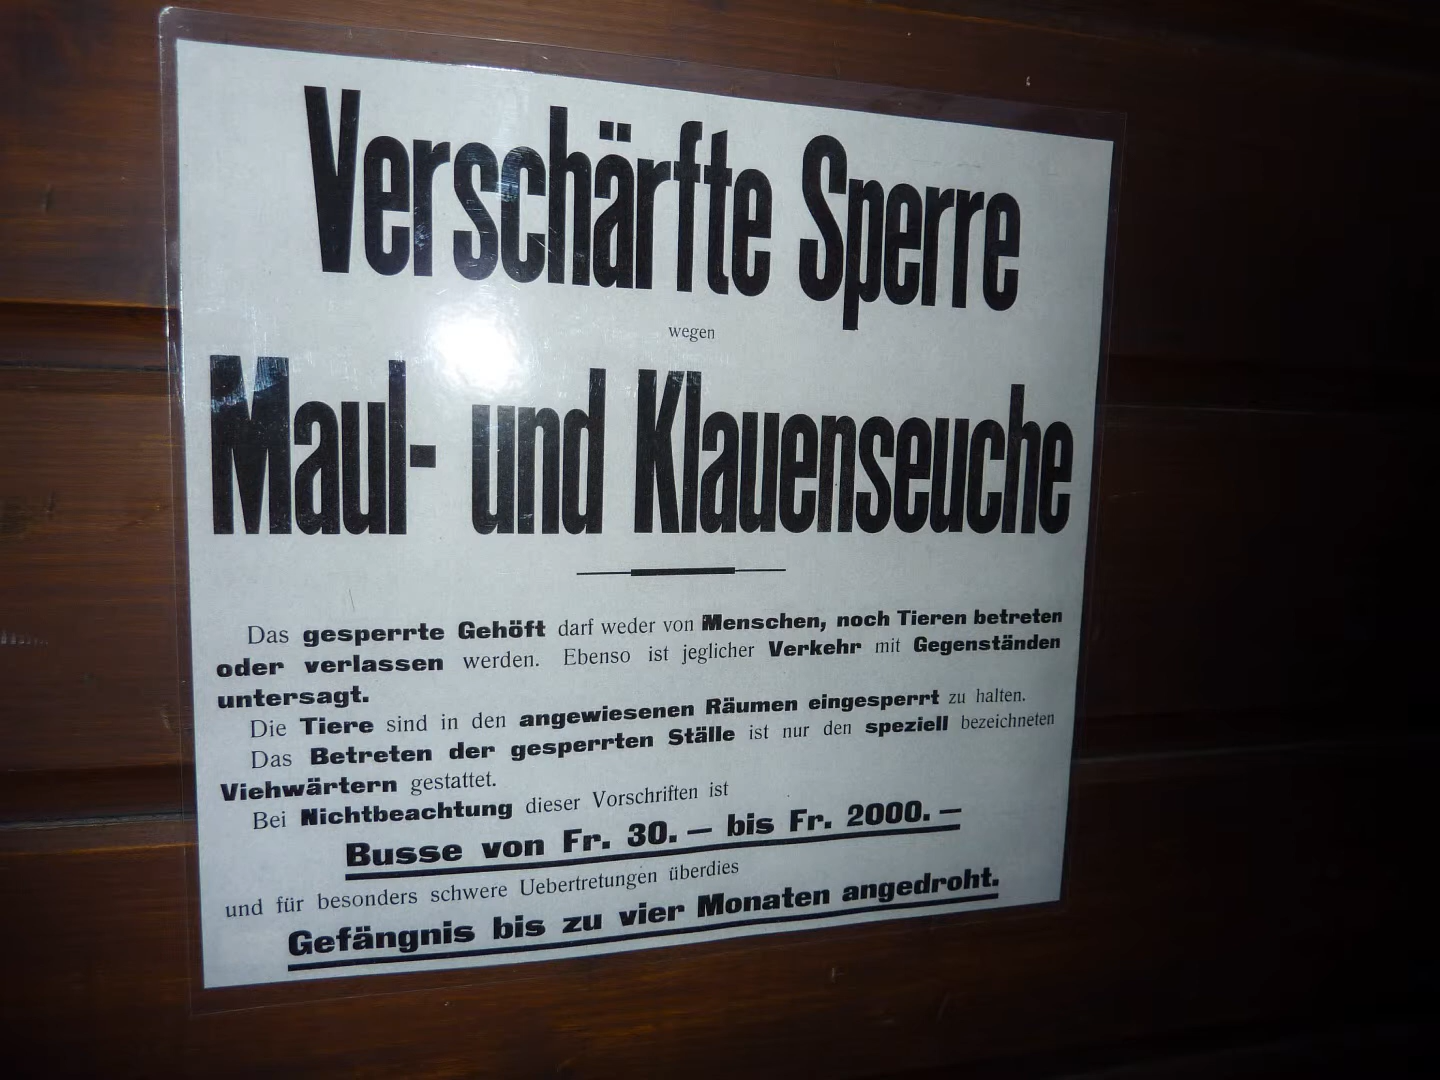 Verschärfte Sperre
wegen
Maul- und Klauenseuche
Das gesperrte Gehöft darf weder von Menschen, noch Tieren betreten
oder verlassen werden. Ebenso ist jeglicher Verkehr mit Gegenständen
untersagt.
Die Tiere sind in den angewiesenen Räumen eingesperrt zu halten.
Das Betreten der gesperrten Ställe ist nur den speziell bezeichneten
Viehwärtern gestattet.
Bei Nichtbeachtung dieser Vorschriften ist
Busse von Fr. 30. — bis Fr. 2000. —
und für besonders schwere Uebertretungen überdies
Gefängnis bis zu vier Monaten angedroht.